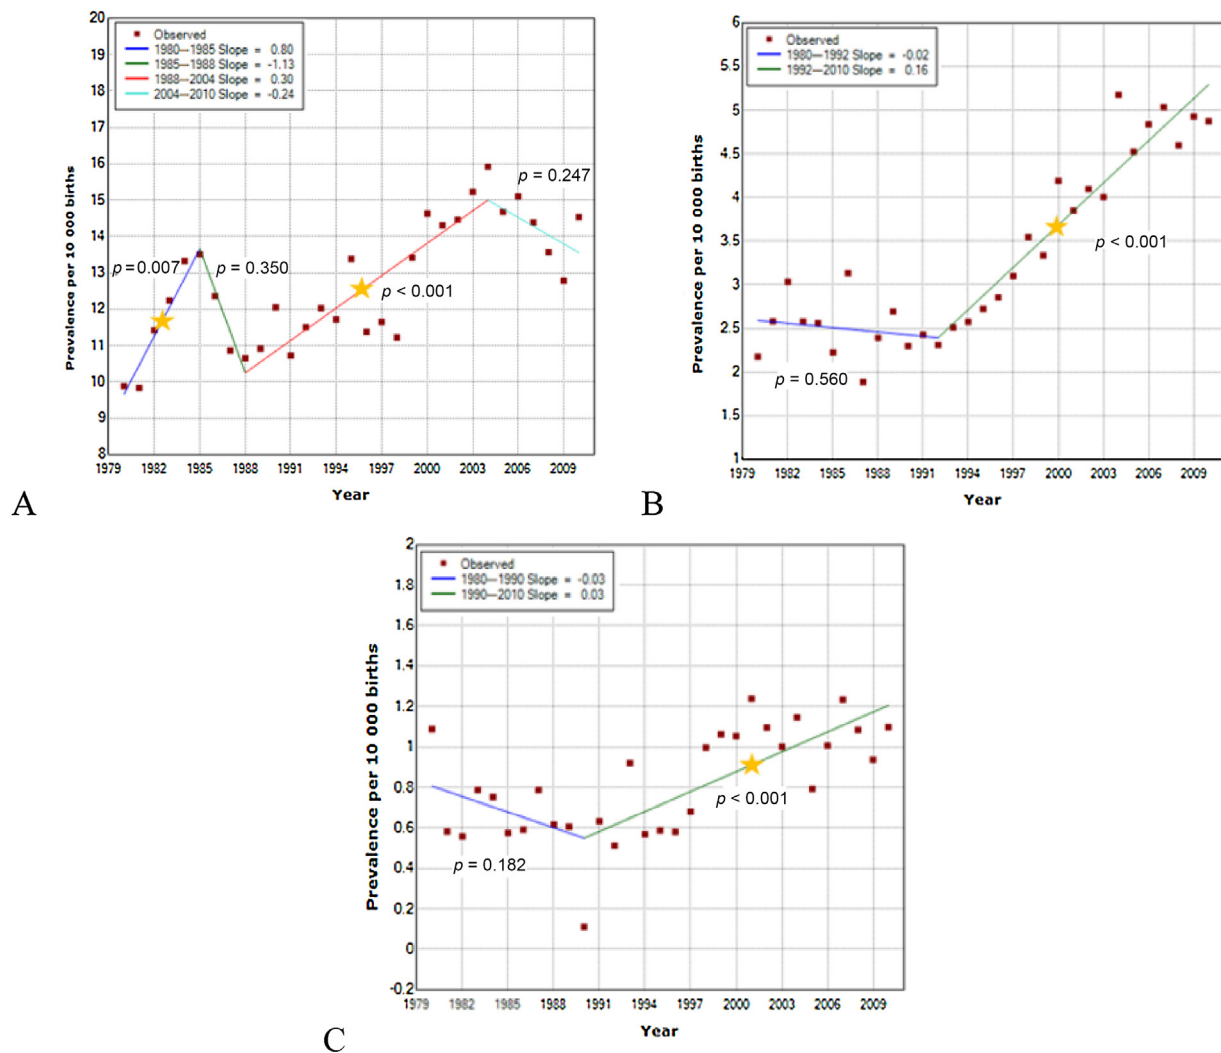 20
19
18
17
16
15
14
13
12
11
10
9
8
Prevalence per 10 000 births
Observed
1980—1985 Slope = 0.80
1985—1988 Slope = -1.13
1988—2004 Slope = 0.30
2004—2010 Slope = -0.24
p = 0.247
p = 0.007
p = 0.350
p < 0.001
1979 1982 1985 1988 1991 1994 1997 2000 2003 2006 2009
Year
A
6
5.5
5
4.5
4
3.5
3
2.5
2
1.5
1
Prevalence per 10 000 births
Observed
1980—1992 Slope = -0.02
1992—2010 Slope = 0.16
p < 0.001
p = 0.560
1979 1982 1985 1988 1991 1994 1997 2000 2003 2006 2009
Year
B
2
1.8
1.6
1.4
1.2
1
0.8
0.6
0.4
0.2
0
-0.2
Prevalence per 10 000 births
Observed
1980—1990 Slope = -0.03
1990—2010 Slope = 0.03
p < 0.001
p = 0.182
1979 1982 1985 1988 1991 1994 1997 2000 2003 2006 2009
Year
C